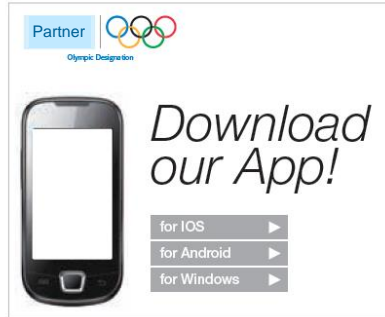 Partner
Olympic Designation
Download
our App!
for IOS
for Android
for Windows